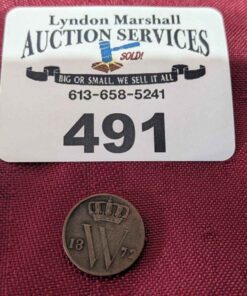 Lyndon Marshall
AUCTION SERVICES
SOLD!
BIG OR SMALL, WE SELL IT ALL
613-658-5241
491
W